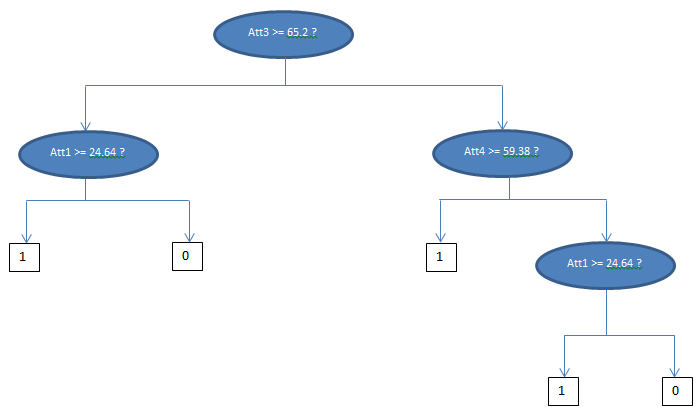 Att3 >= 65.2 ?
Att1 >= 24.64 ?
Att4 >= 59.38 ?
1
0
1
Att1 >= 24.64 ?
1
0